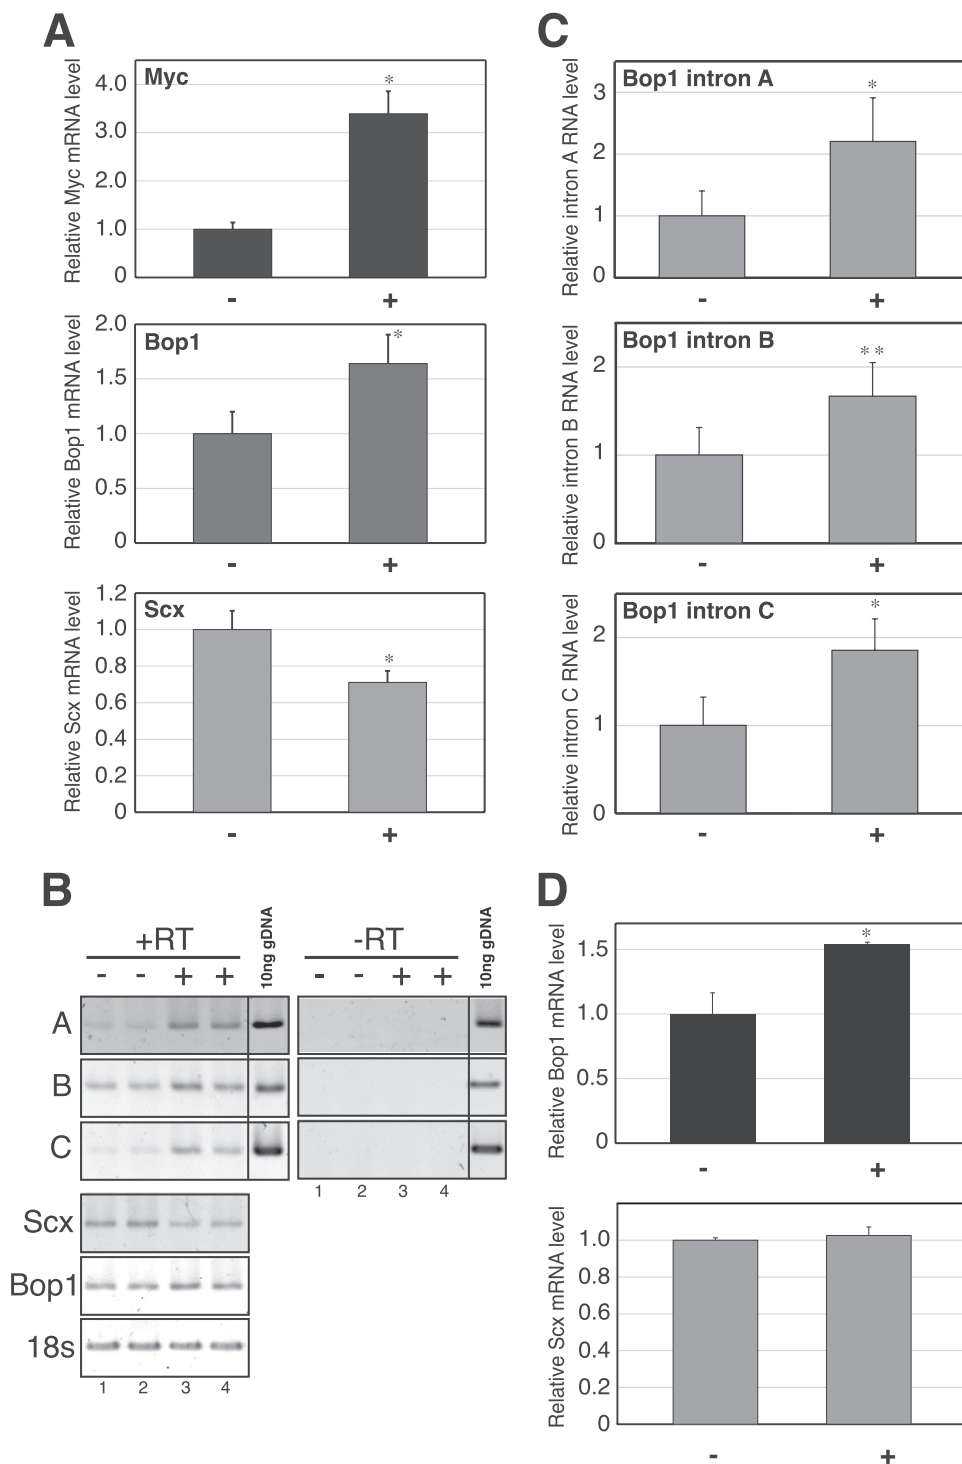 A
Relative Myc mRNA level
Myc
4.0
3.0
2.0
1.0
0
*
- +
Relative Bop1 mRNA level
Bop1
2.0
1.5
1.0
0.5
0
*
- +
Relative Scx mRNA level
Scx
1.2
1.0
0.8
0.6
0.4
0.2
0
*
- +
B
+RT 10ng gDNA -RT 10ng gDNA
- - + + - - + +
A
B
C
1 2 3 4
Scx
Bop1
18s
1 2 3 4
C
Relative intron A RNA level
Bop1 intron A
3
2
1
0
*
- +
Relative intron B RNA level
Bop1 intron B
2
1
0
**
- +
Relative intron C RNA level
Bop1 intron C
2
1
0
*
- +
D
Relative Bop1 mRNA level
1.5
1.0
0.5
0
*
- +
Relative Scx mRNA level
1.0
0.8
0.6
0.4
0.2
0
- +